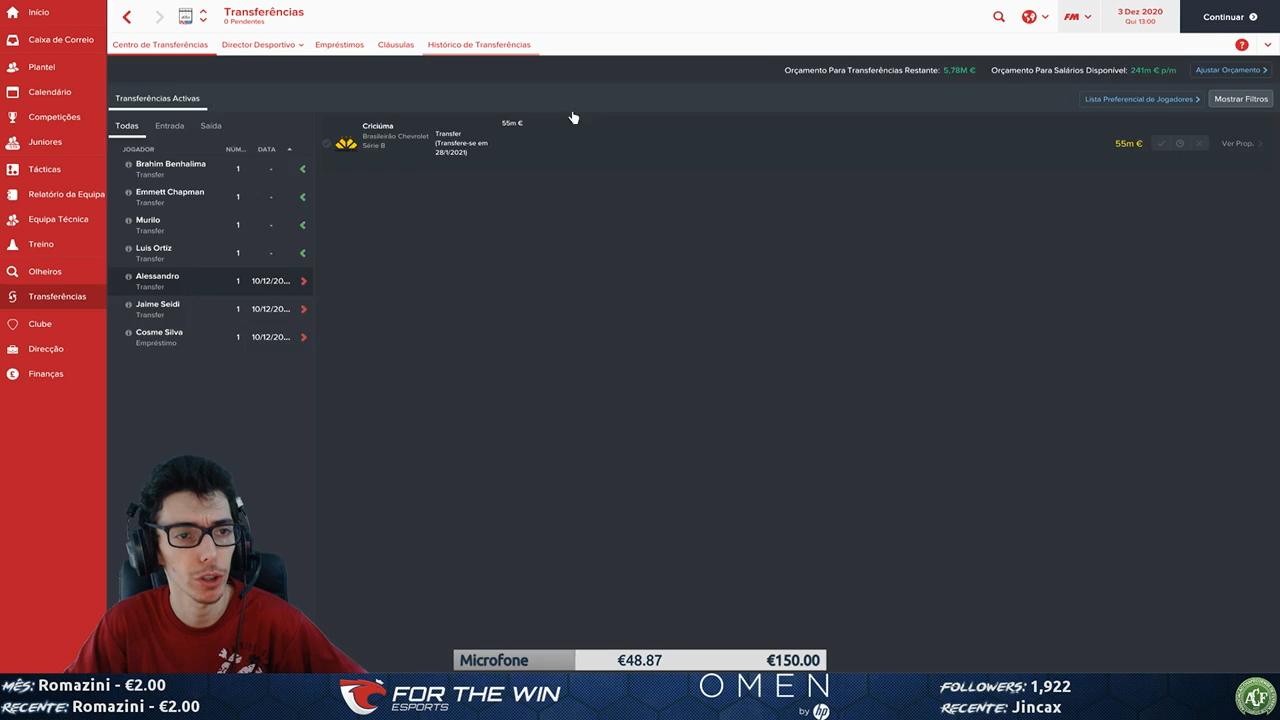 Início
Caixa de Correio
Plantel
Calendário
Competições
Juniores
Tácticas
Relatório da Equipa
Equipa Técnica
Treino
Olheiros
Transferências
Clube
Direcção
Finanças
Transferências
0 Pendentes
FM
3 Dez 2020
Qui 13:00
Continuar
Centro de Transferências
Director Desportivo
Empréstimos
Cláusulas
Histórico de Transferências
?
Orçamento Para Transferências Restante: 5,78M €
Orçamento Para Salários Disponível: 241m € p/m
Ajustar Orçamento
Transferências Activas
Lista Preferencial de Jogadores
Mostrar Filtros
Todas
Entrada
Saída
JOGADOR NÚM... DATA
Brahim Benhalima 1 -
Transfer
Emmett Chapman 1 -
Transfer
Murilo 1 -
Transfer
Luis Ortiz 1 -
Transfer
Alessandro 1 10/12/20...
Transfer
Jaime Seidi 1 10/12/20...
Transfer
Cosme Silva 1 10/12/20...
Empréstimo
Criciúma
Brasileirão Chevrolet
Série B
Transfer
(Transfere-se em
28/1/2021)
55m €
55m €
Ver Prop.
Microfone €48.87 €150.00
MÊS: Romazini - €2.00
RECENTE: Romazini - €2.00
FOR THE WIN
ESPORTS
OMEN
by hp
FOLLOWERS: 1,922
RECENTE: Jincax